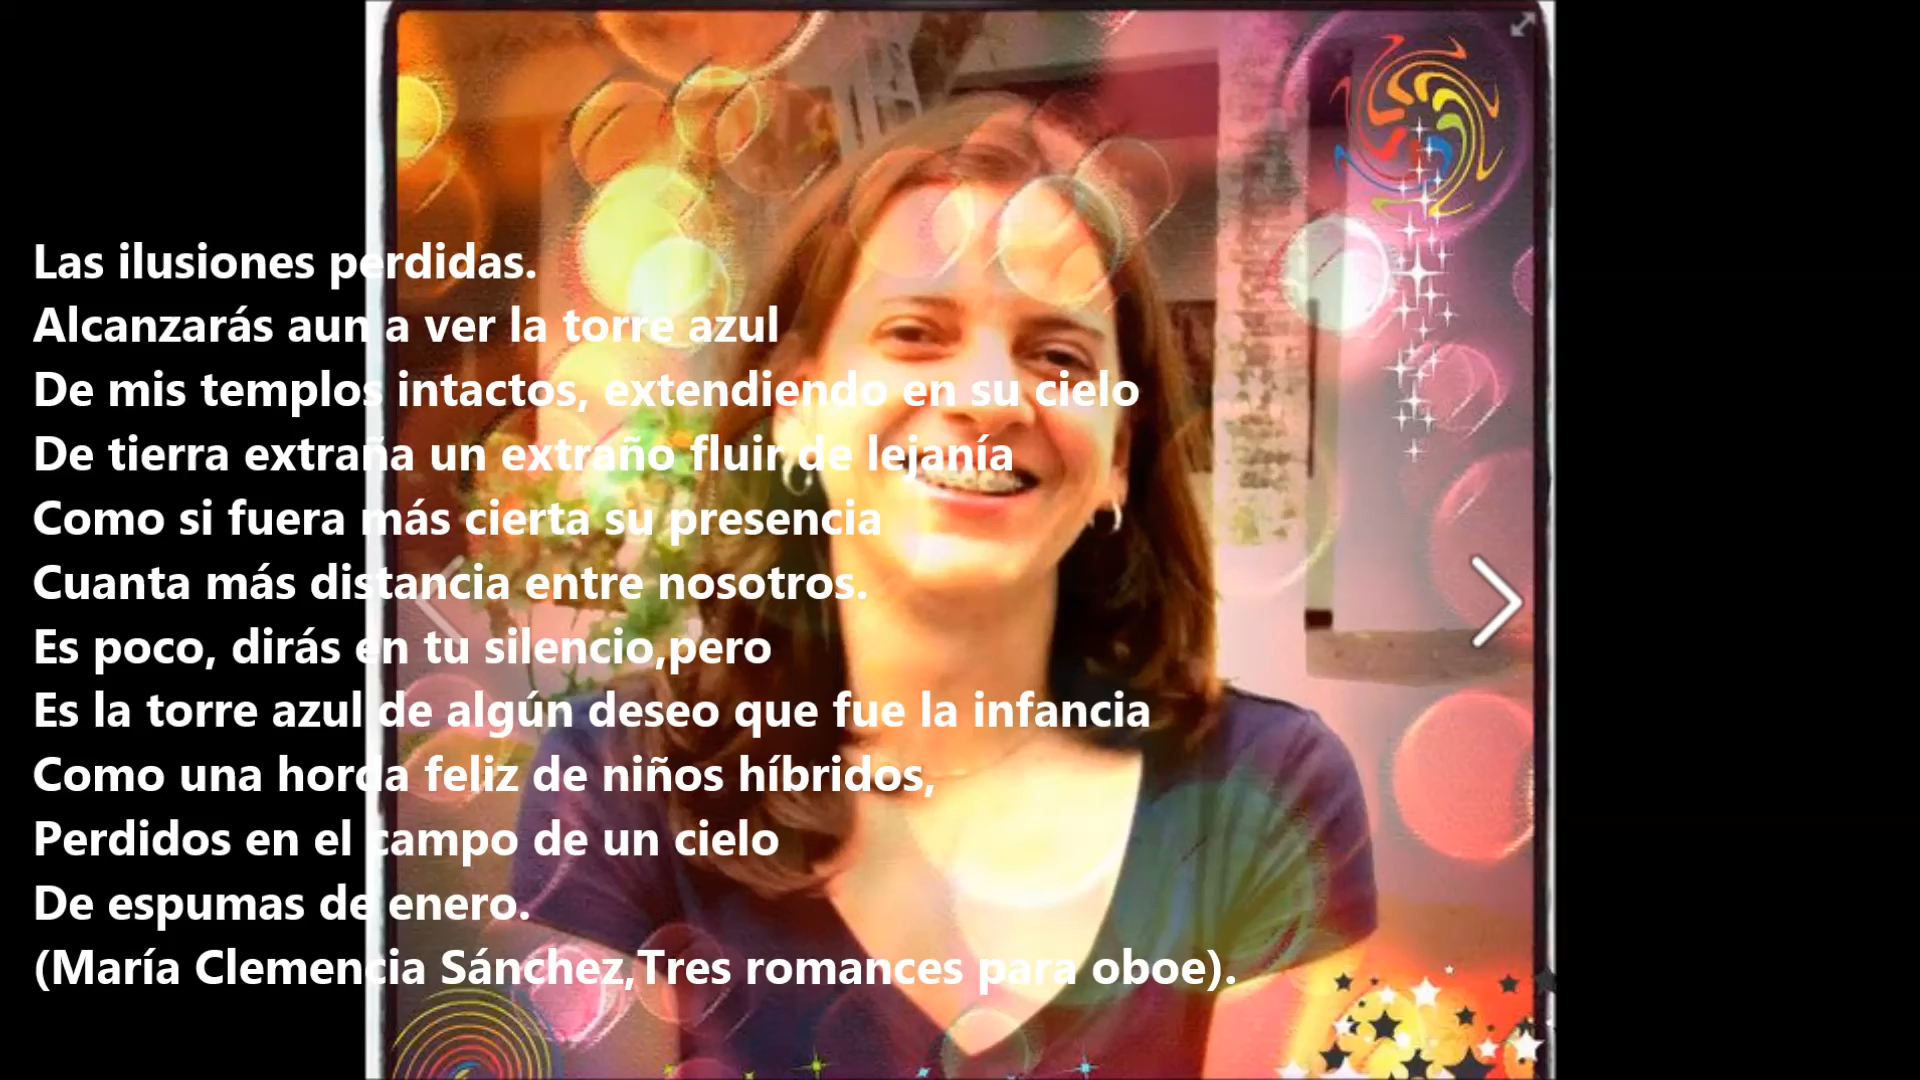 Las ilusiones perdidas.
Alcanzarás aun a ver la torre azul
De mis templos intactos, extendiendo en su cielo
De tierra extraña un extraño fluir de lejanía
Como si fuera más cierta su presencia
Cuanta más distancia entre nosotros.
Es poco, dirás en tu silencio,pero
Es la torre azul de algún deseo que fue la infancia
Como una horda feliz de niños híbridos,
Perdidos en el campo de un cielo
De espumas de enero.
(María Clemencia Sánchez,Tres romances para oboe).